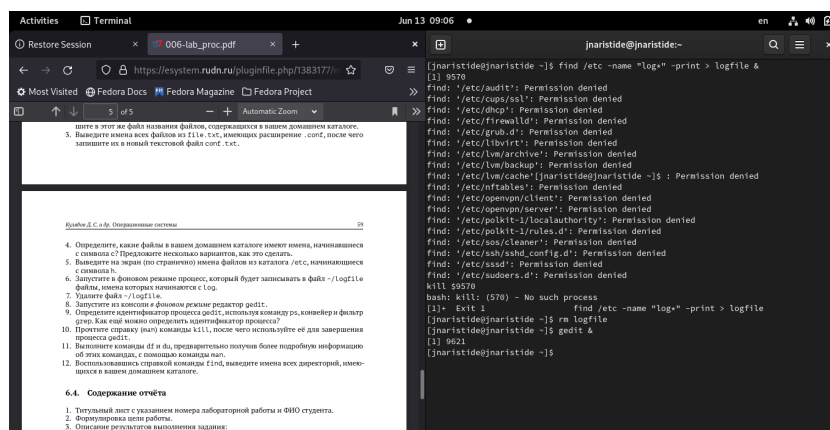 Activities
Terminal
Jun 13 09:06
en
Restore Session
006-lab_proc.pdf
https://esystem.rudn.ru/pluginfile.php/1383177/m
Most Visited
Fedora Docs
Fedora Magazine
Fedora Project
5 of 5
Automatic Zoom
шите в этот же файл названия файлов, содержащихся в вашем домашнем каталоге.
3. Выведите имена всех файлов из file.txt, имеющих расширение .conf, после чего
запишите их в новый текстовой файл conf.txt.
Кулябов Д. С. и др. Операционные системы 59
4. Определите, какие файлы в вашем домашнем каталоге имеют имена, начинавшиеся
с символа c? Предложите несколько вариантов, как это сделать.
5. Выведите на экран (по странично) имена файлов из каталога /etc, начинающиеся
с символа h.
6. Запустите в фоновом режиме процесс, который будет записывать в файл ~/logfile
файлы, имена которых начинаются с log.
7. Удалите файл ~/logfile.
8. Запустите из консоли в фоновом режиме редактор gedit.
9. Определите идентификатор процесса gedit, используя команду ps, конвейер и фильтр
grep. Как ещё можно определить идентификатор процесса?
10. Прочтите справку (man) команды kill, после чего используйте её для завершения
процесса gedit.
11. Выполните команды df и du, предварительно получив более подробную информацию
об этих командах, с помощью команды man.
12. Воспользовавшись справкой команды find, выведите имена всех директорий, имею-
щихся в вашем домашнем каталоге.
6.4. Содержание отчёта
1. Титульный лист с указанием номера лабораторной работы и ФИО студента.
2. Формулировка цели работы.
3. Описание результатов выполнения задания:
jnaristide@jnaristide:~
[jnaristide@jnaristide ~]$ find /etc -name "log*" -print > logfile &
[1] 9570
find: '/etc/audit': Permission denied
find: '/etc/cups/ssl': Permission denied
find: '/etc/dhcp': Permission denied
find: '/etc/firewalld': Permission denied
find: '/etc/grub.d': Permission denied
find: '/etc/libvirt': Permission denied
find: '/etc/lvm/archive': Permission denied
find: '/etc/lvm/backup': Permission denied
find: '/etc/lvm/cache'[jnaristide@jnaristide ~]$ : Permission denied
find: '/etc/nftables': Permission denied
find: '/etc/openvpn/client': Permission denied
find: '/etc/openvpn/server': Permission denied
find: '/etc/polkit-1/localauthority': Permission denied
find: '/etc/polkit-1/rules.d': Permission denied
find: '/etc/sos/cleaner': Permission denied
find: '/etc/ssh/sshd_config.d': Permission denied
find: '/etc/sssd': Permission denied
find: '/etc/sudoers.d': Permission denied
kill $9570
bash: kill: (570) - No such process
[1]+ Exit 1 find /etc -name "log*" -print > logfile
[jnaristide@jnaristide ~]$ rm logfile
[jnaristide@jnaristide ~]$ gedit &
[1] 9621
[jnaristide@jnaristide ~]$